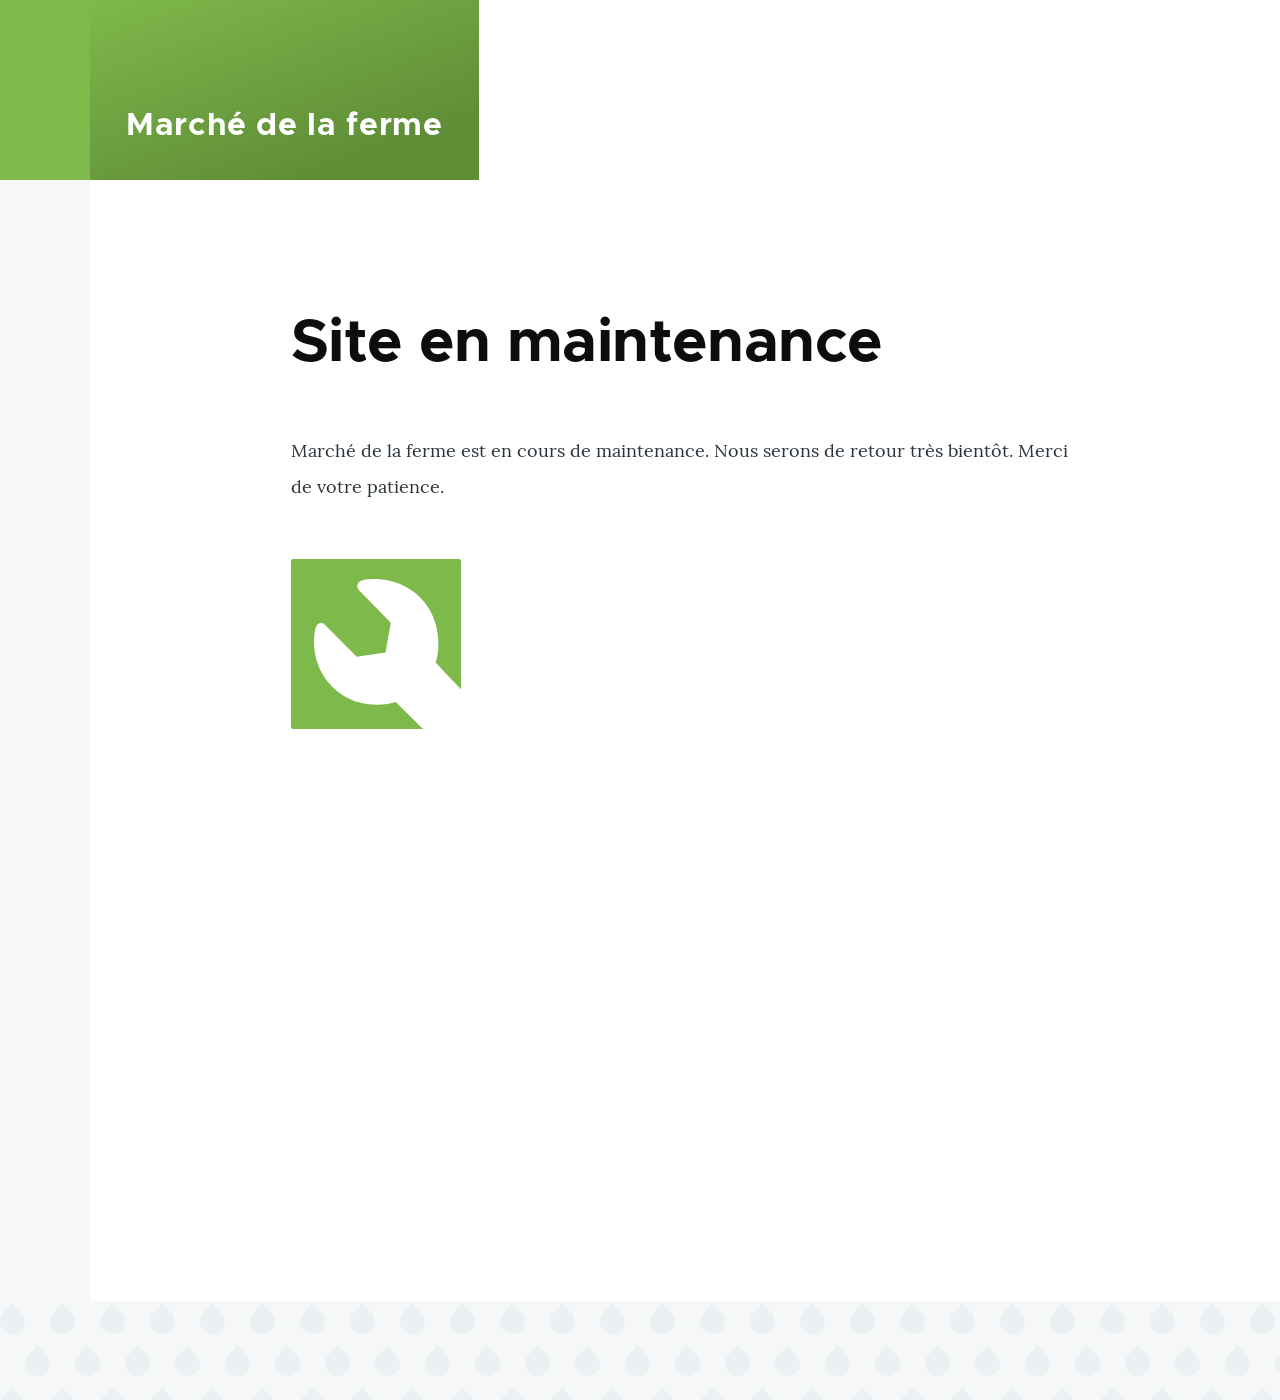 Marché de la ferme
Site en maintenance
Marché de la ferme est en cours de maintenance. Nous serons de retour très bientôt. Merci
de votre patience.